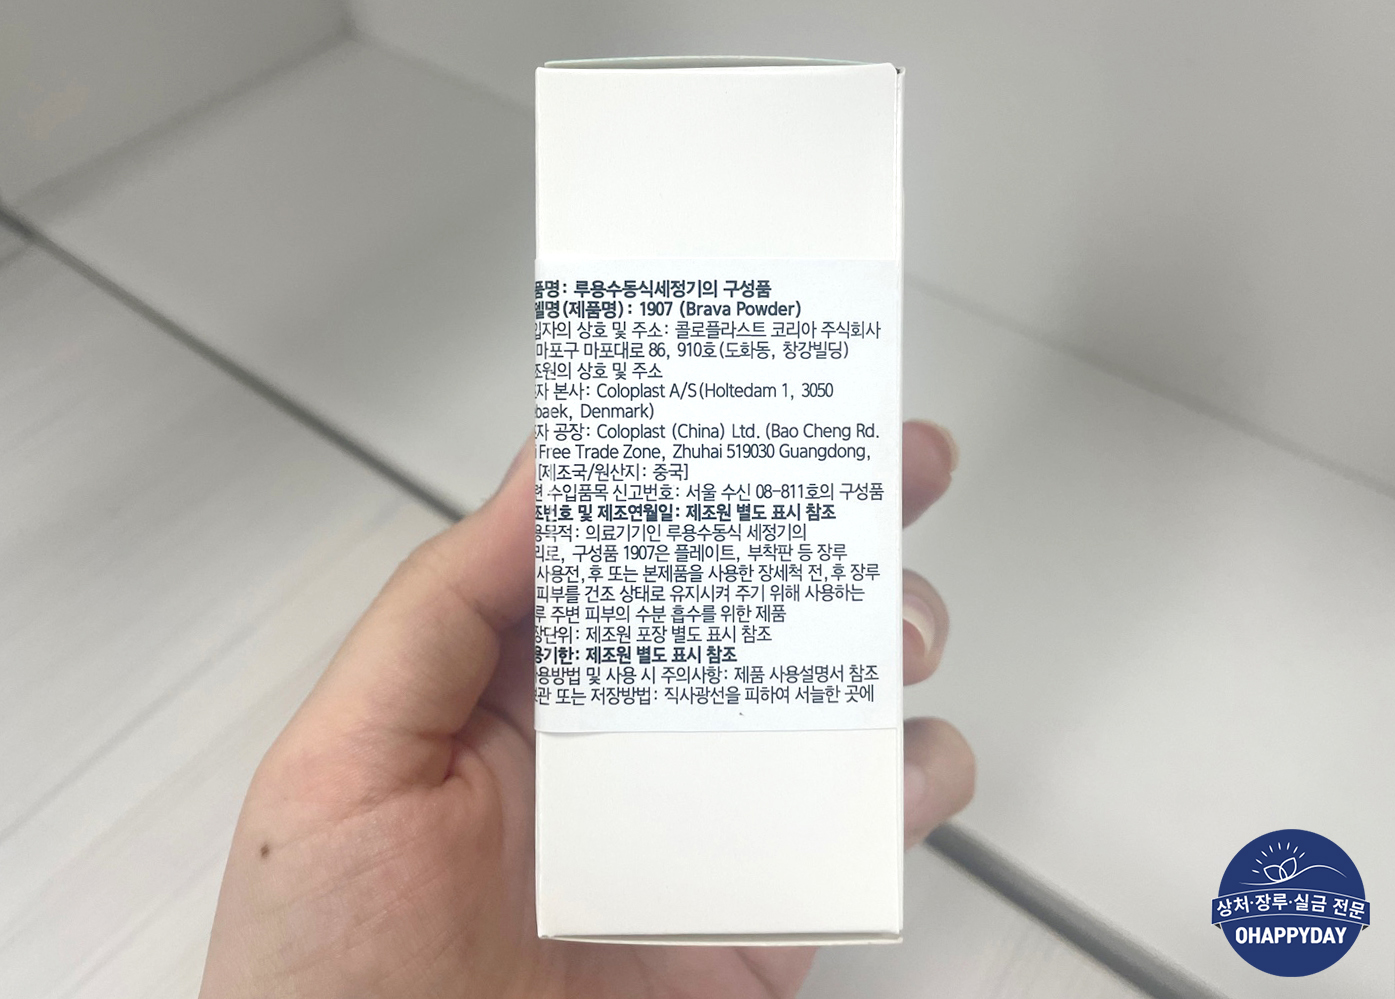 품명: 루용수동식세정기의 구성품
델명(제품명): 1907 (Brava Powder)
입자의 상호 및 주소: 콜로플라스트 코리아 주식회사
마포구 마포대로 86, 910호(도화동, 창강빌딩)
조원의 상호 및 주소
자 본사: Coloplast A/S(Holtedam 1, 3050
baek, Denmark)
자 공장: Coloplast (China) Ltd. (Bao Cheng Rd.
i Free Trade Zone, Zhuhai 519030 Guangdong,
[제조국/원산지: 중국]
련 수입품목 신고번호: 서울 수신 08-811호의 구성품
조번호 및 제조연월일: 제조원 별도 표시 참조
용목적: 의료기기인 루용수동식 세정기의
리로, 구성품 1907은 플레이트, 부착판 등 장루
사용전,후 또는 본제품을 사용한 장세척 전,후 장루
피부를 건조 상태로 유지시켜 주기 위해 사용하는
루 주변 피부의 수분 흡수를 위한 제품
장단위: 제조원 포장 별도 표시 참조
용기한: 제조원 별도 표시 참조
용방법 및 사용 시 주의사항: 제품 사용설명서 참조
관 또는 저장방법: 직사광선을 피하여 서늘한 곳에
상처·장루·실금 전문
OHAPPYDAY